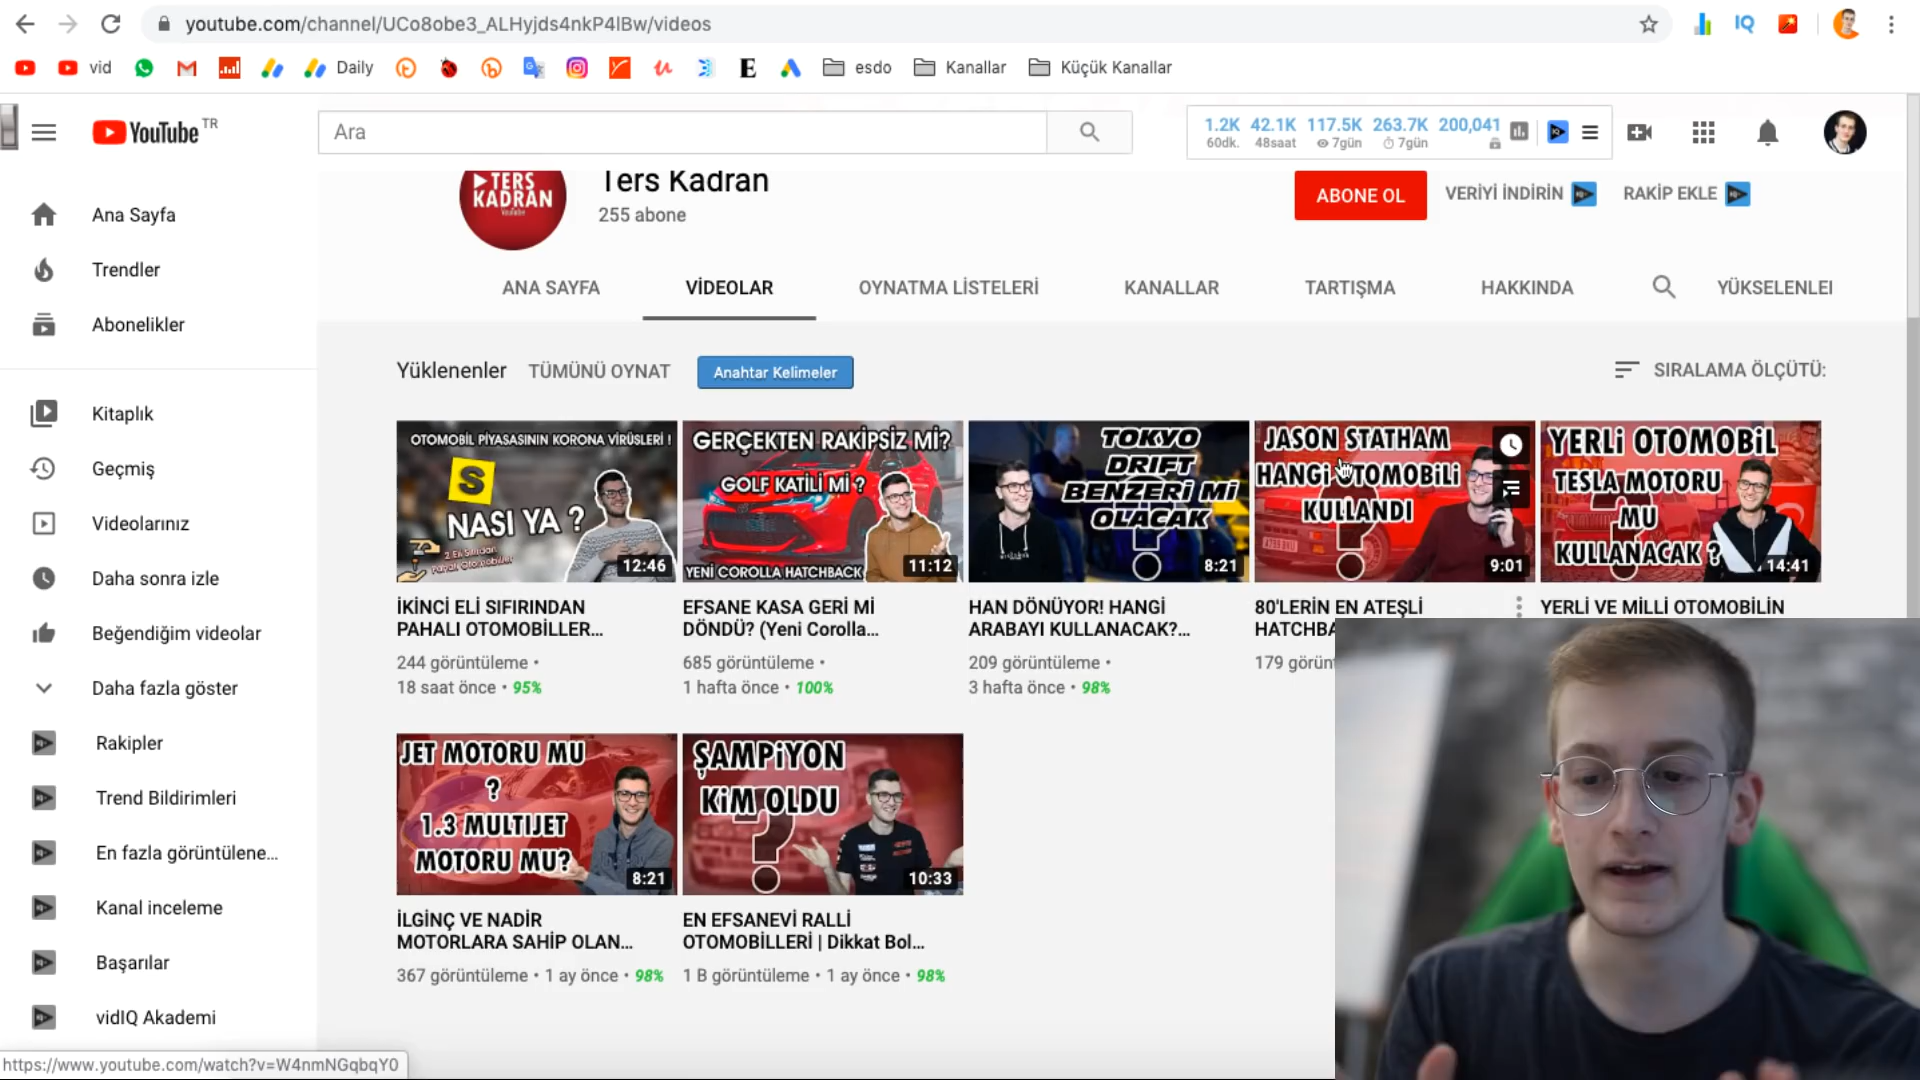 youtube.com/channel/UCo8obe3_ALHyjds4nkP4lBw/videos
IQ
vid
Daily
esdo
Kanallar
Küçük Kanallar
YouTube TR
Ara
1.2K 42.1K 117.5K 263.7K 200,041
60dk. 48saat 7gün 7gün
Ana Sayfa
Trendler
Abonelikler
Kitaplık
Geçmiş
Videolarınız
Daha sonra izle
Beğendiğim videolar
Daha fazla göster
Rakipler
Trend Bildirimleri
En fazla görüntülene...
Kanal inceleme
Başarılar
vidIQ Akademi
TERS
KADRAN
YouTube
Ters Kadran
255 abone
ABONE OL
VERİYİ İNDİRİN
RAKİP EKLE
ANA SAYFA
VİDEOLAR
OYNATMA LİSTELERİ
KANALLAR
TARTIŞMA
HAKKINDA
YÜKSELENLEI
Yüklenenler
TÜMÜNÜ OYNAT
Anahtar Kelimeler
SIRALAMA ÖLÇÜTÜ:
OTOMOBİL PİYASASININ KORONA VİRÜSLERİ !
S
NASI YA ?
2.Eli Sıfırdan
Pahalı Otomobiller
12:46
İKİNCİ ELİ SIFIRINDAN
PAHALI OTOMOBİLLER...
244 görüntüleme •
18 saat önce • 95%
GERÇEKTEN RAKİPSİZ Mİ?
GOLF KATİLİ Mİ ?
YENİ COROLLA HATCHBACK
11:12
EFSANE KASA GERİ Mİ
DÖNDÜ? (Yeni Corolla...
685 görüntüleme •
1 hafta önce • 100%
TOKYO
DRIFT
BENZERİ Mİ
OLACAK
?
8:21
HAN DÖNÜYOR! HANGİ
ARABAYI KULLANACAK?...
209 görüntüleme •
3 hafta önce • 98%
JASON STATHAM
HANGİ OTOMOBİLİ
KULLANDI
?
9:01
80'LERİN EN ATEŞLİ
HATCHBA
179 görün
YERLİ OTOMOBİL
TESLA MOTORU
MU
KULLANACAK ?
14:41
YERLİ VE MİLLİ OTOMOBİLİN
JET MOTORU MU
?
1.3 MULTIJET
MOTORU MU?
8:21
İLGİNÇ VE NADİR
MOTORLARA SAHİP OLAN...
367 görüntüleme • 1 ay önce • 98%
ŞAMPİYON
KİM OLDU
?
10:33
EN EFSANEVİ RALLİ
OTOMOBİLLERİ | Dikkat Bol...
1 B görüntüleme • 1 ay önce • 98%
https://www.youtube.com/watch?v=W4nmNGqbqY0